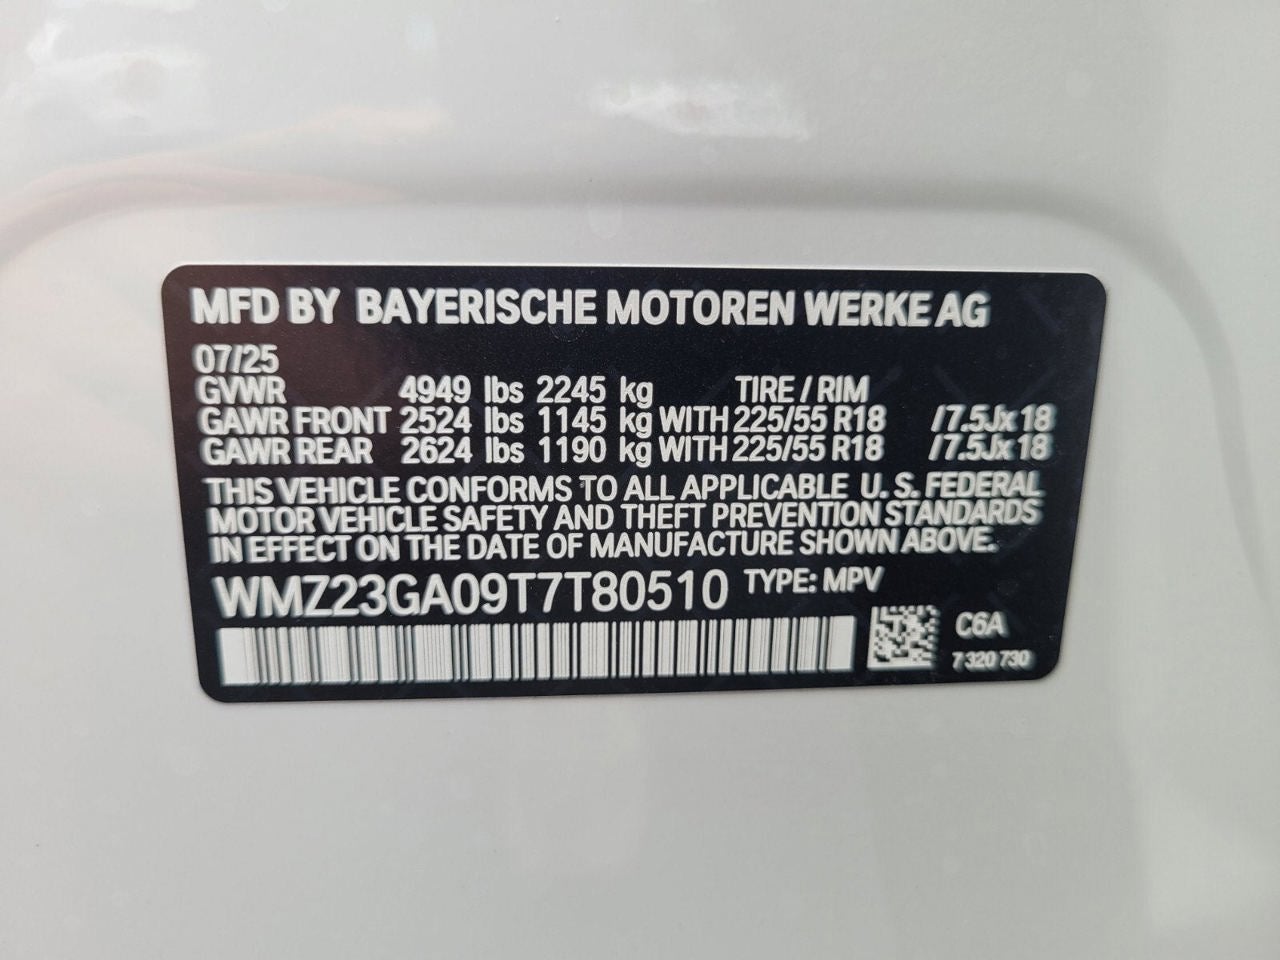 MFD BY BAYERISCHE MOTOREN WERKE AG
07/25
GVWR 4949 lbs 2245 kg TIRE / RIM
GAWR FRONT 2524 lbs 1145 kg WITH 225/55 R18 /7.5Jx18
GAWR REAR 2624 lbs 1190 kg WITH 225/55 R18 /7.5Jx18
THIS VEHICLE CONFORMS TO ALL APPLICABLE U. S. FEDERAL
MOTOR VEHICLE SAFETY AND THEFT PREVENTION STANDARDS
IN EFFECT ON THE DATE OF MANUFACTURE SHOWN ABOVE.
WMZ23GA09T7T80510 TYPE: MPV
C6A
7 320 730